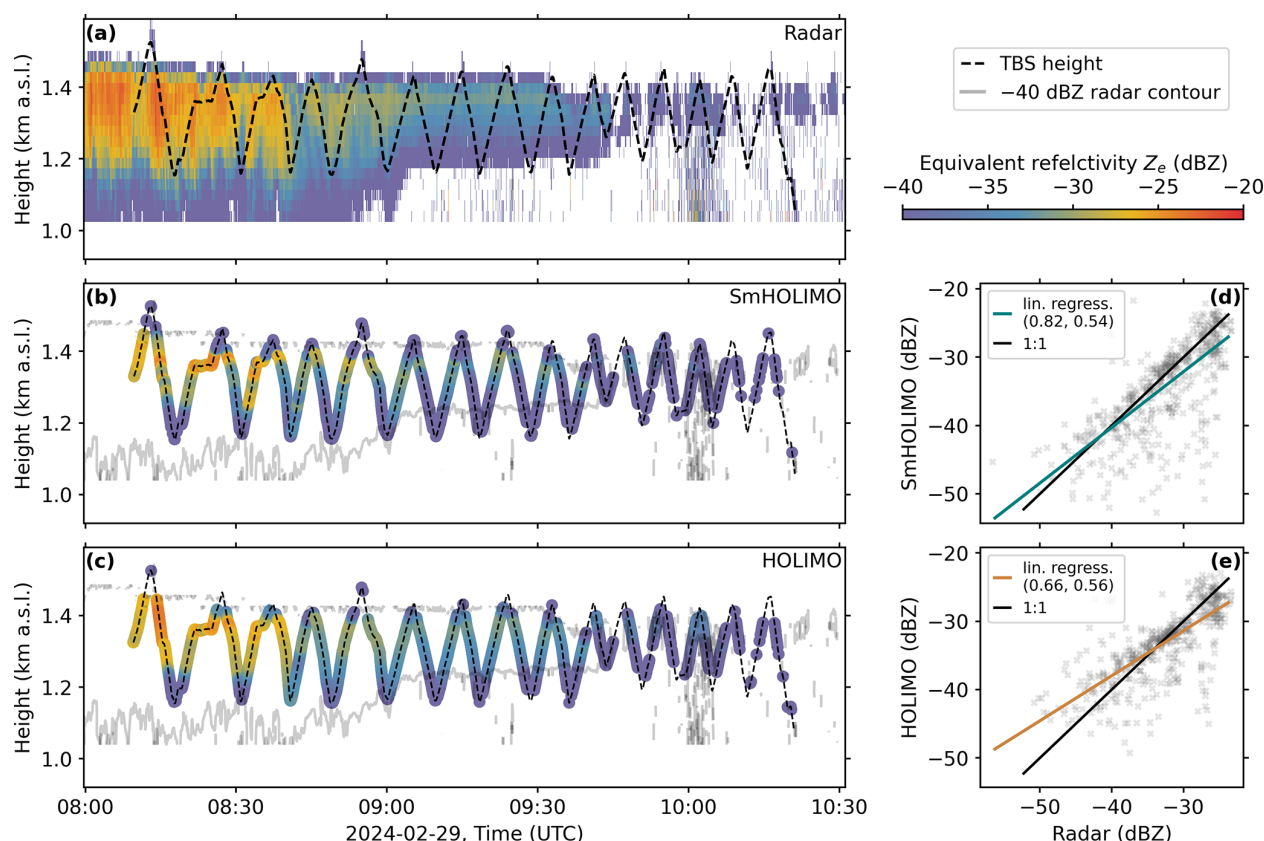 (a)
Radar
Height (km a.s.l.)
1.4
1.2
1.0
TBS height
−40 dBZ radar contour
Equivalent refelctivity Ze (dBZ)
−40 −35 −30 −25 −20
(b)
SmHOLIMO
Height (km a.s.l.)
1.4
1.2
1.0
(c)
HOLIMO
Height (km a.s.l.)
1.4
1.2
1.0
08:00 08:30 09:00 09:30 10:00 10:30
2024-02-29, Time (UTC)
(d)
lin. regress.
(0.82, 0.54)
1:1
SmHOLIMO (dBZ)
−20
−30
−40
−50
(e)
lin. regress.
(0.66, 0.56)
1:1
HOLIMO (dBZ)
−20
−30
−40
−50
−50 −40 −30
Radar (dBZ)